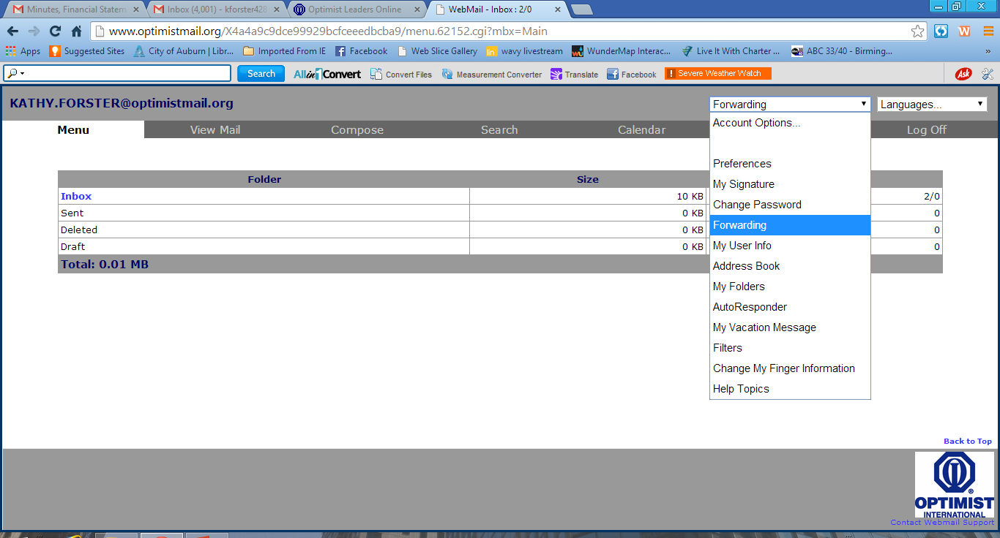 Minutes, Financial Statem
Inbox (4,001) - kforster428
Optimist Leaders Online
WebMail - Inbox : 2/0
www.optimistmail.org/X4a4a9c9dce99929bcfceeedbcba9/menu.62152.cgi?mbx=Main
Apps Suggested Sites City of Auburn | Libr... Imported From IE Facebook Web Slice Gallery wavy livestream WunderMap Interac... Live It With Charter ... ABC 33/40 - Birming... »
Search All in 1 Convert Convert Files Measurement Converter Translate Facebook Severe Weather Watch Ask
KATHY.FORSTER@optimistmail.org
Forwarding
Languages...
Menu View Mail Compose Search Calendar Log Off
Account Options...
Preferences
My Signature
Change Password
Forwarding
My User Info
Address Book
My Folders
AutoResponder
My Vacation Message
Filters
Change My Finger Information
Help Topics
Folder Size
Inbox 10 KB 2/0
Sent 0 KB 0
Deleted 0 KB 0
Draft 0 KB 0
Total: 0.01 MB
Back to Top
OPTIMIST
INTERNATIONAL
Contact Webmail Support